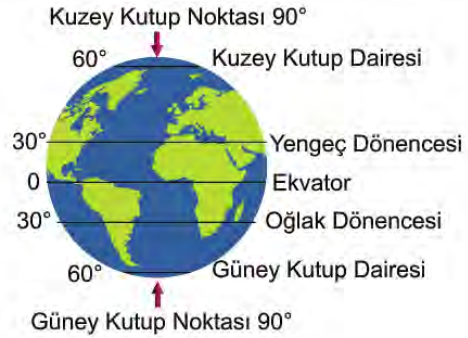 Kuzey Kutup Noktası 90°
60° Kuzey Kutup Dairesi
30° Yengeç Dönencesi
0 Ekvator
30° Oğlak Dönencesi
60° Güney Kutup Dairesi
Güney Kutup Noktası 90°